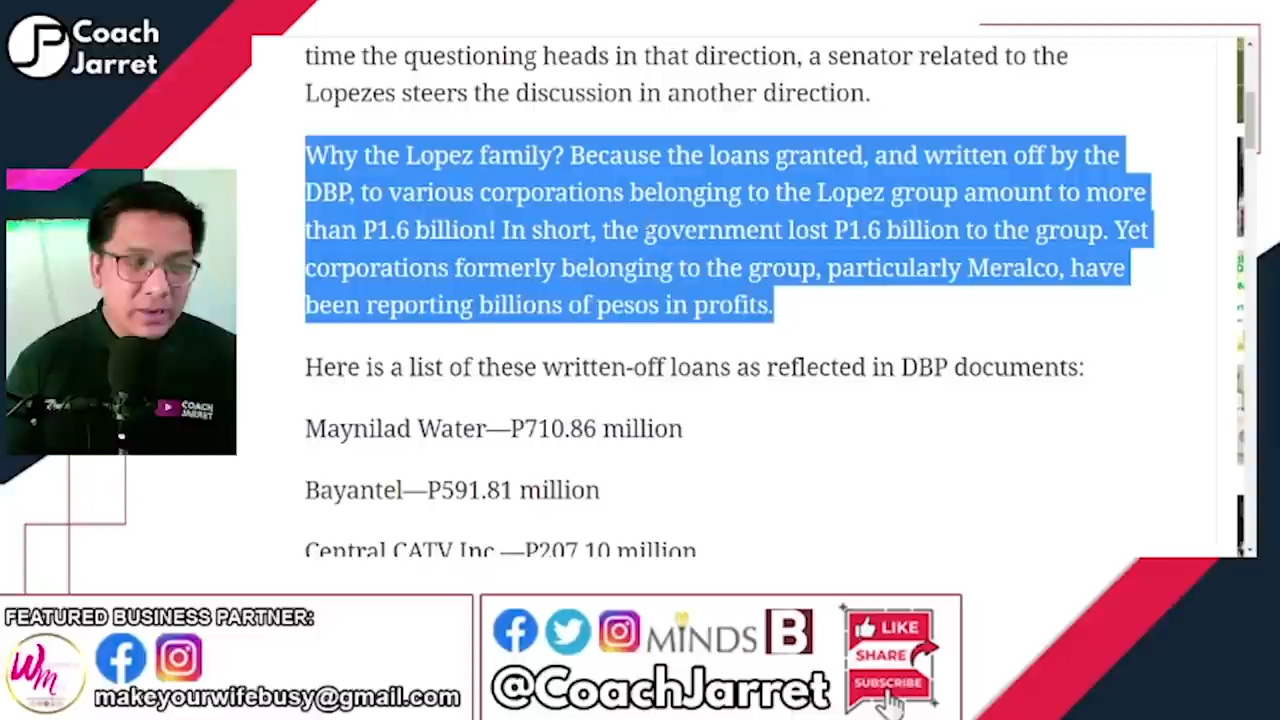 Coach
Jarret
time the questioning heads in that direction, a senator related to the
Lopezes steers the discussion in another direction.
Why the Lopez family? Because the loans granted, and written off by the
DBP, to various corporations belonging to the Lopez group amount to more
than P1.6 billion! In short, the government lost P1.6 billion to the group. Yet
corporations formerly belonging to the group, particularly Meralco, have
been reporting billions of pesos in profits.
Here is a list of these written-off loans as reflected in DBP documents:
Maynilad Water—P710.86 million
Bayantel—P591.81 million
Central CATV Inc.—P207.10 million
COACH
JARRET
FEATURED BUSINESS PARTNER:
WM
makeyourwifebusy@gmail.com
MINDS B
@CoachJarret
LIKE
SHARE
SUBSCRIBE